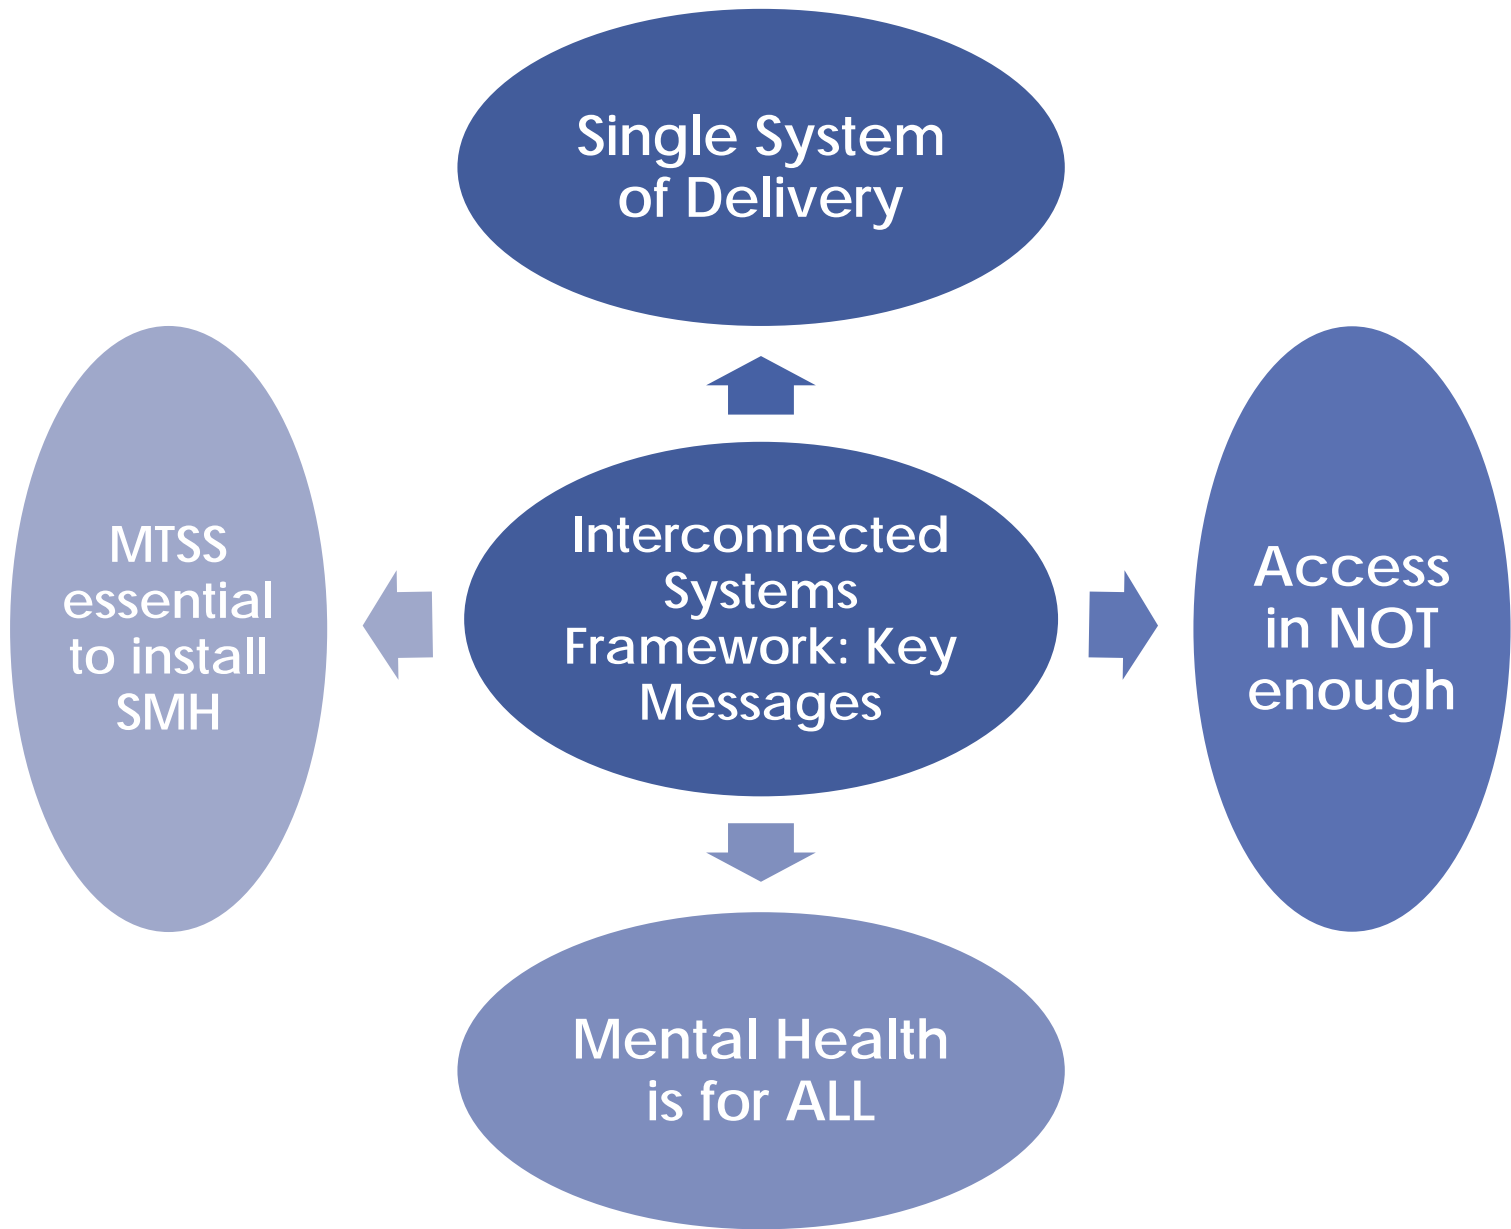 Single System
of Delivery
MTSS
essential
to install
SMH
Interconnected
Systems
Framework: Key
Messages
Access
in NOT
enough
Mental Health
is for ALL